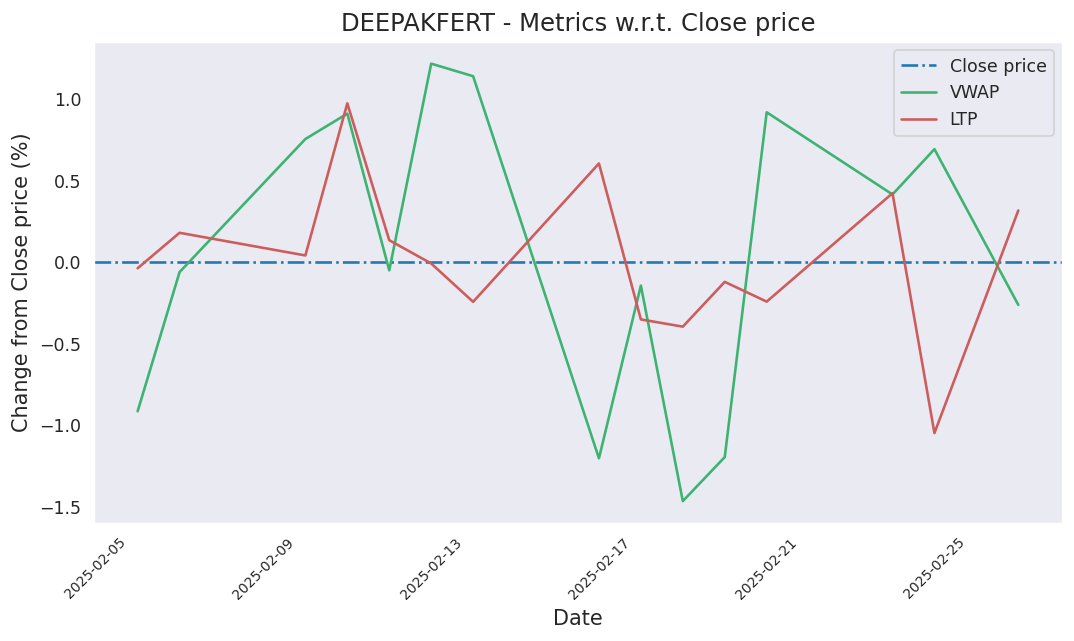 DEEPAKFERT - Metrics w.r.t. Close price
Close price
VWAP
LTP
Change from Close price (%)
1.0
0.5
0.0
−0.5
−1.0
−1.5
2025-02-05
2025-02-09
2025-02-13
2025-02-17
2025-02-21
2025-02-25
Date